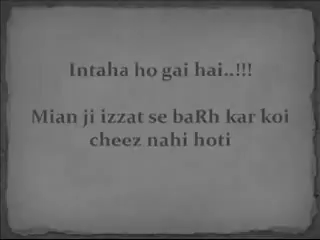 Intaha ho gai hai..!!!
Mian ji izzat se baRh kar koi
cheez nahi hoti